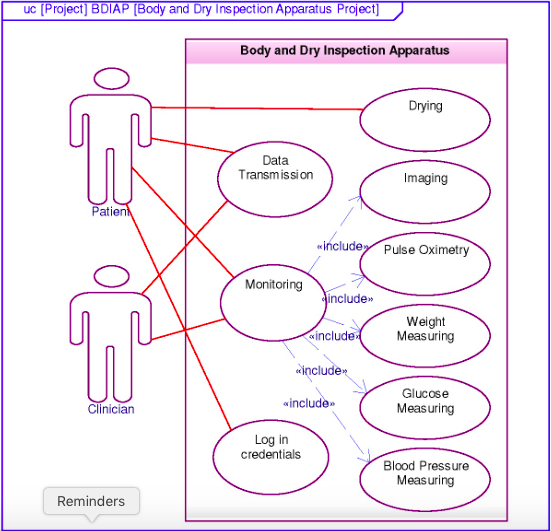 uc [Project] BDIAP [Body and Dry Inspection Apparatus Project]
Body and Dry Inspection Apparatus
Drying
Data
Transmission
Imaging
Patient
«include»
Pulse Oximetry
Monitoring
«include»
Weight
Measuring
«include»
«include»
Glucose
Measuring
Clinician
«include»
Log in
credentials
Blood Pressure
Measuring
Reminders